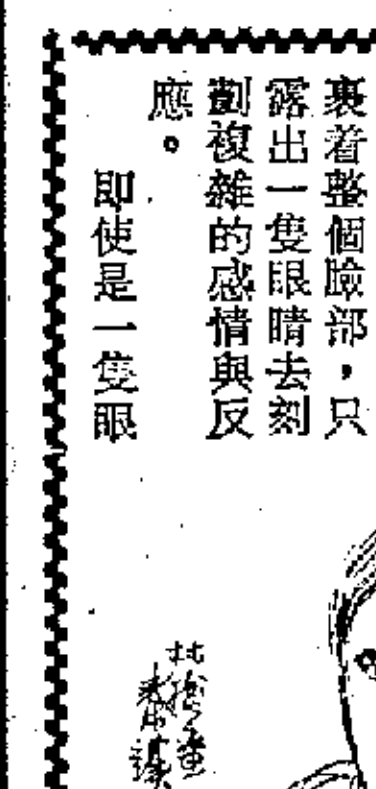 裹着整個臉部，只
露出一隻眼睛去刻
劃複雜的感情與反
應。
即使是一隻眼